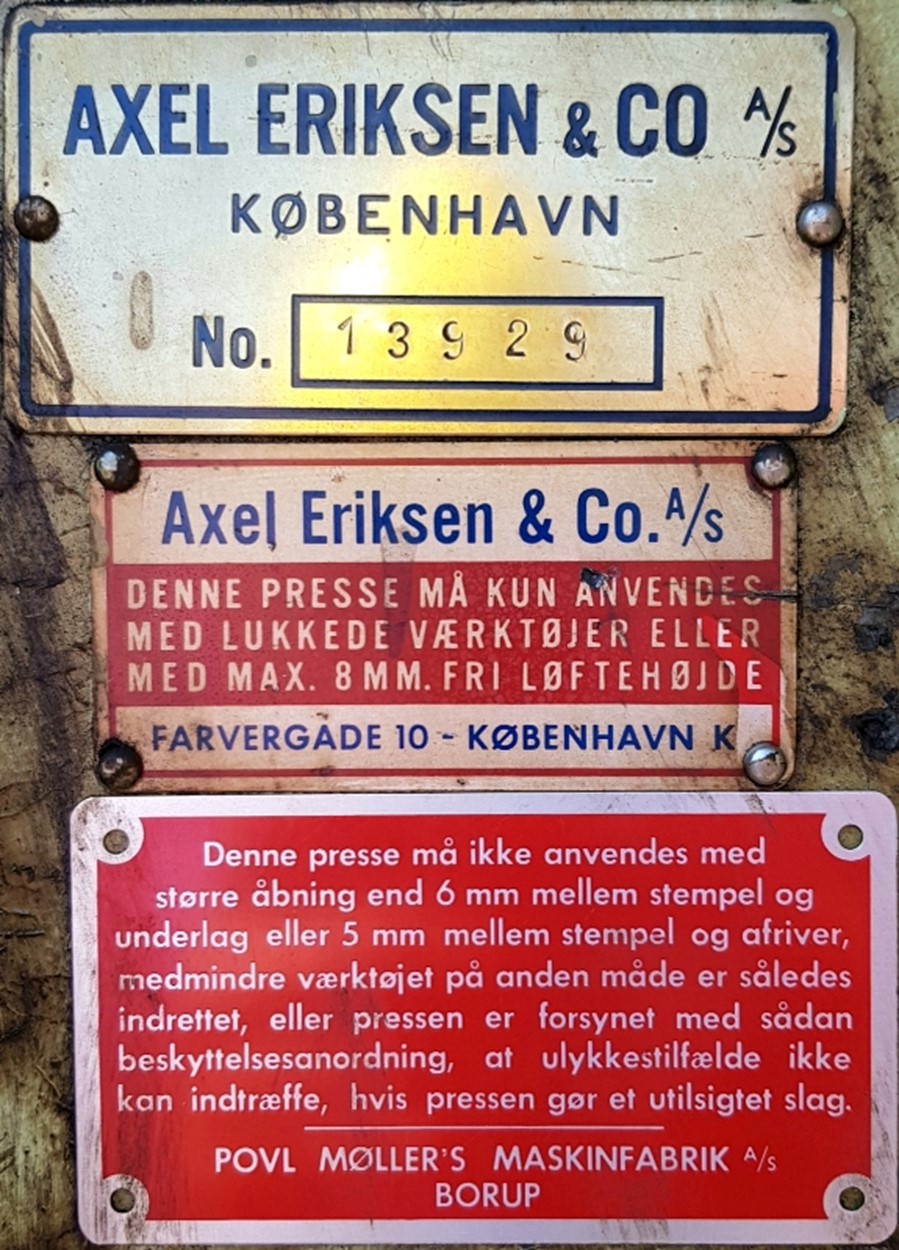 AXEL ERIKSEN & CO A/S
KØBENHAVN
No. 13929
Axel Eriksen & Co. A/S
DENNE PRESSE MÅ KUN ANVENDES
MED LUKKEDE VÆRKTØJER ELLER
MED MAX. 8 MM. FRI LØFTEHØJDE
FARVERGADE 10 - KØBENHAVN K
Denne presse må ikke anvendes med
større åbning end 6 mm mellem stempel og
underlag eller 5 mm mellem stempel og afriver,
medmindre værktøjet på anden måde er således
indrettet, eller pressen er forsynet med sådan
beskyttelsesanordning, at ulykkestilfælde ikke
kan indtræffe, hvis pressen gør et utilsigtet slag.
POVL MØLLER'S MASKINFABRIK A/S
BORUP